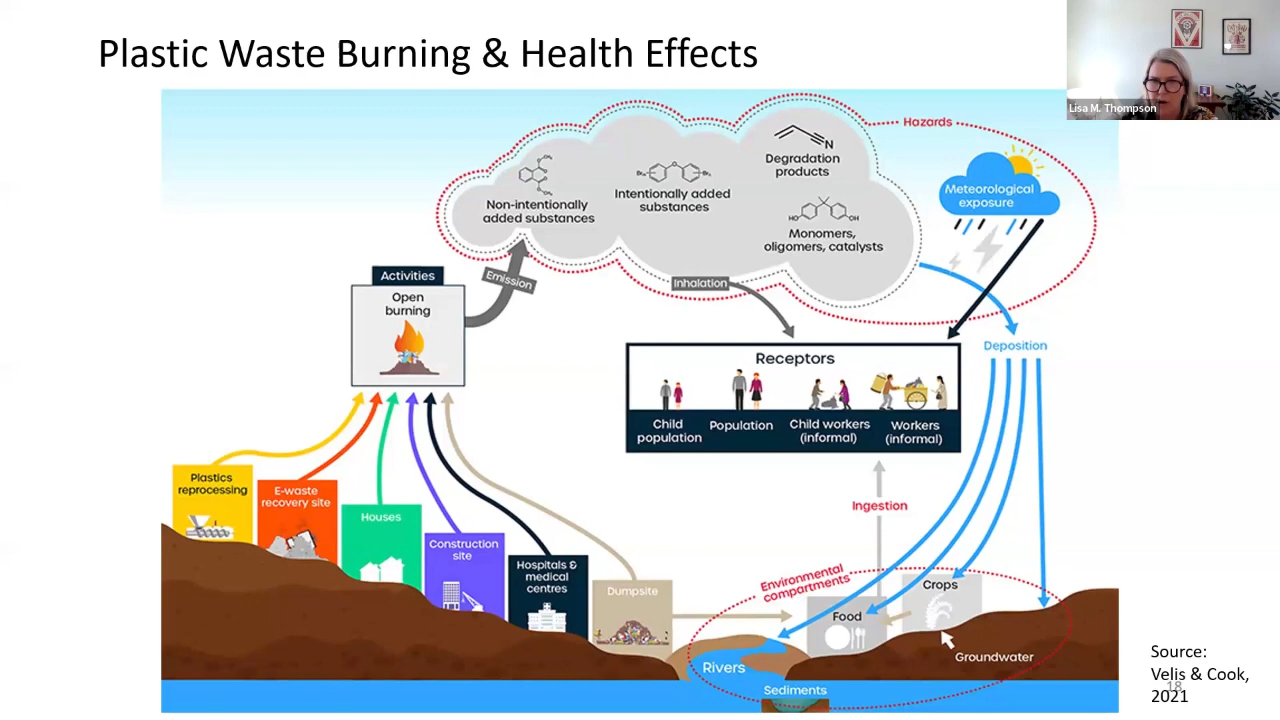 Plastic Waste Burning & Health Effects
Lisa M. Thompson
Hazards
Degradation
products
Non-intentionally
added substances
Intentionally added
substances
HO
OH
Monomers,
oligomers, catalysts
Meteorological
exposure
Emission
Inhalation
Activities
Open
burning
Deposition
Receptors
Child
population
Population
Child workers
(informal)
Workers
(informal)
Plastics
reprocessing
E-waste
recovery site
Houses
Construction
site
Hospitals &
medical
centres
Dumpsite
Ingestion
Environmental
compartments
Food
Crops
Groundwater
Rivers
Sediments
Source:
Velis & Cook,
2021
18